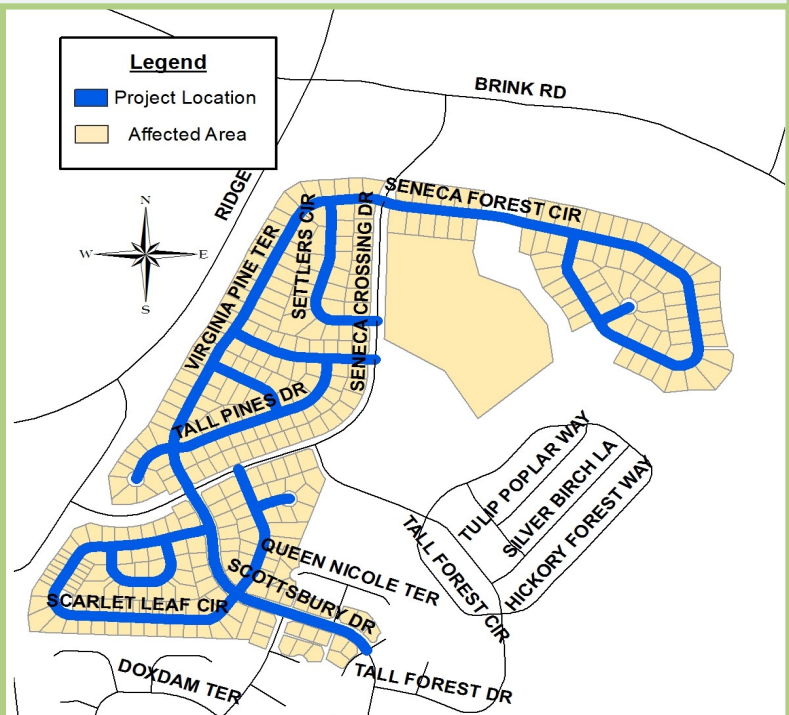 Legend
Project Location
Affected Area
BRINK RD
RIDGE
N
W
E
S
SENECA FOREST CIR
SETTLERS CIR
SENECA CROSSING DR
VIRGINIA PINE TER
TALL PINES DR
TULIP POPLAR WAY
SILVER BIRCH LA
HICKORY FOREST WAY
TALL FOREST CIR
QUEEN NICOLE TER
SCOTTSBURY DR
SCARLET LEAF CIR
DOXDAM TER
TALL FOREST DR